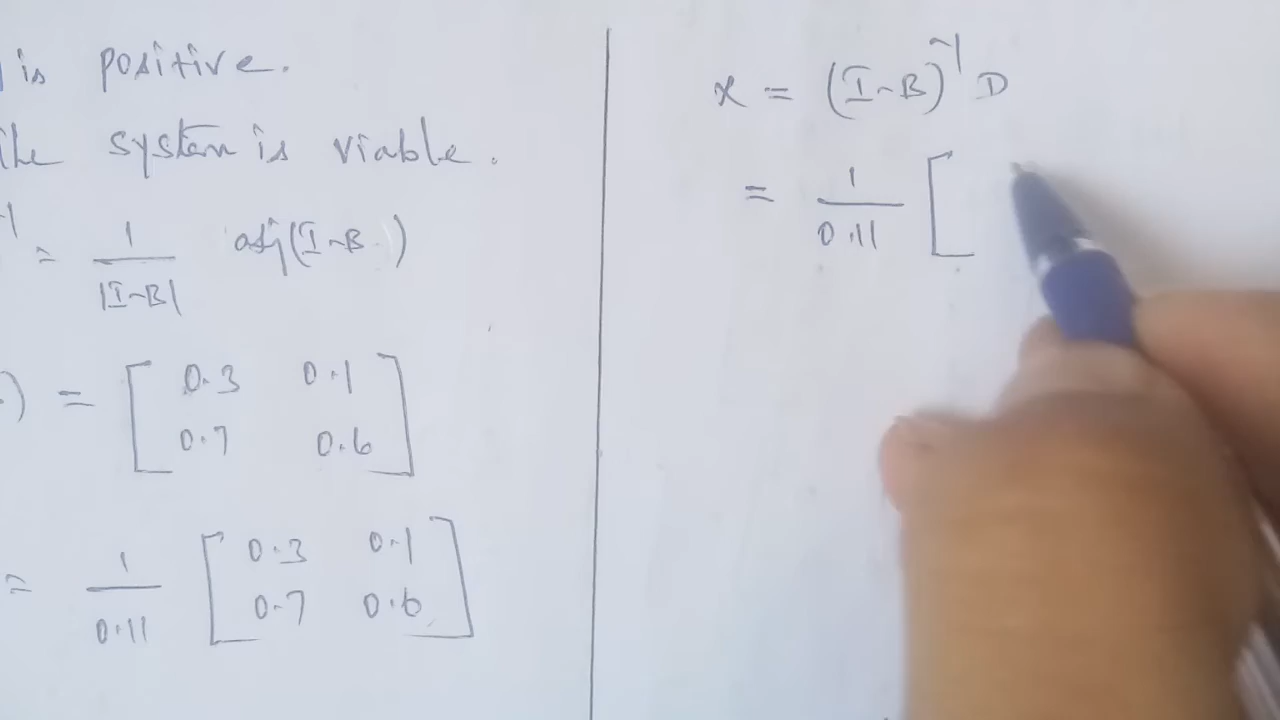 is positive.
the system is viable.
-1 = 1/|I-B| adj(I-B)
) = [0.3 0.1
0.7 0.6]
= 1/0.11 [0.3 0.1
0.7 0.6]
x = (I-B)^-1 D
= 1/0.11 [